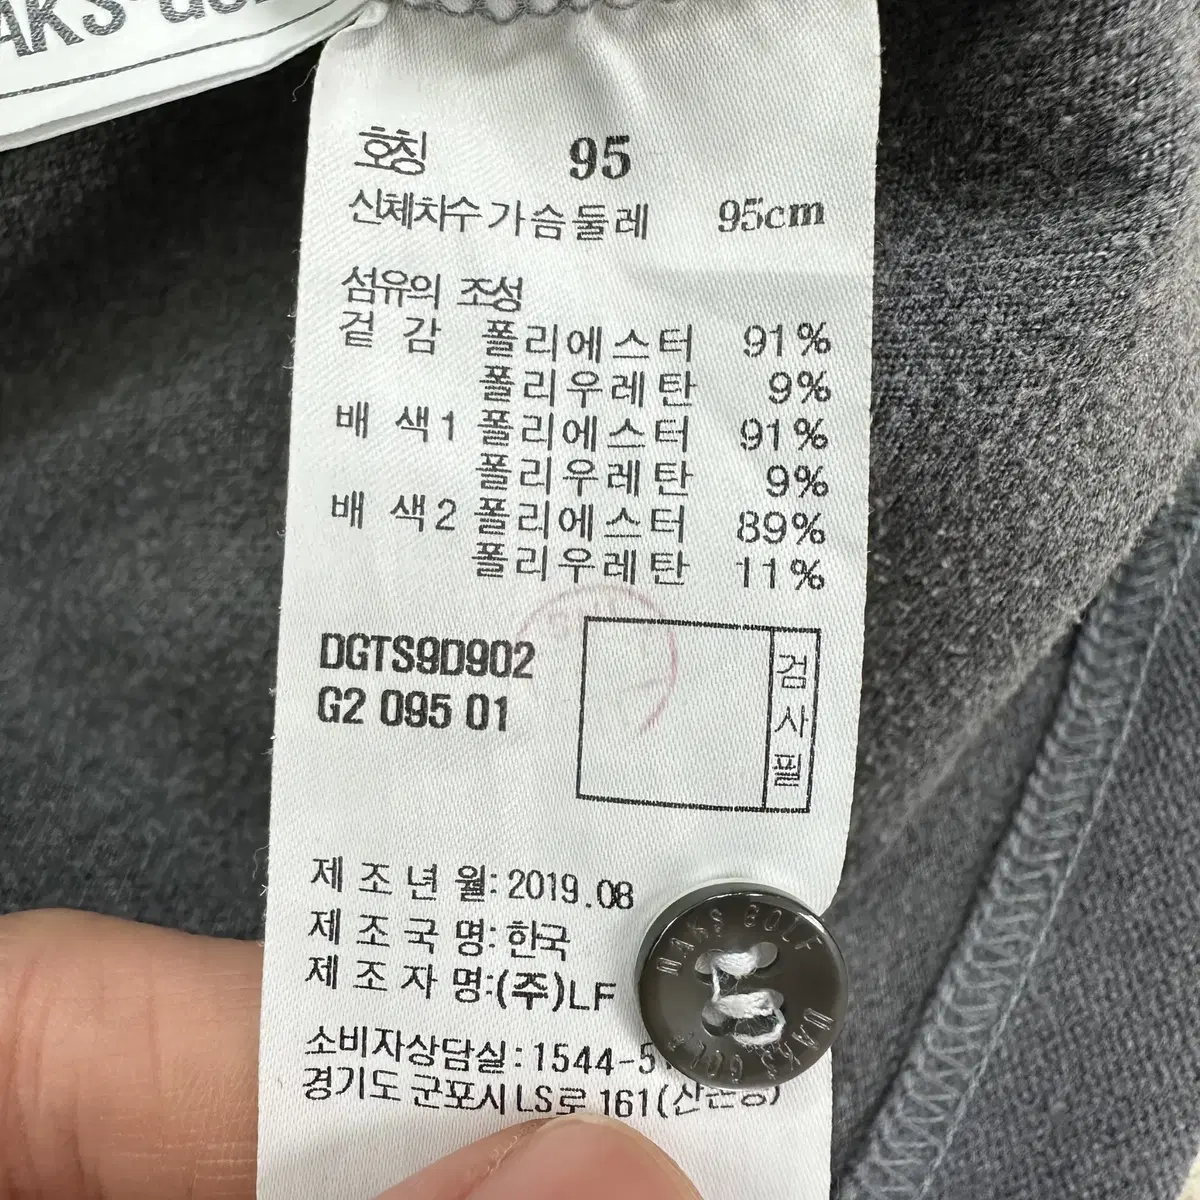 호칭 95
신체치수 가슴둘레 95cm
섬유의 조성
겉 감 폴리에스터 91%
폴리우레탄 9%
배 색1 폴리에스터 91%
폴리우레탄 9%
배 색2 폴리에스터 89%
폴리우레탄 11%
DGTS9D902
G2 095 01
검사필
제조년월: 2019.08
제조국명: 한국
제조자명:(주)LF
소비자상담실: 1544-5
경기도 군포시 LS로 161
MAKS GOLF
MAKS GOLF